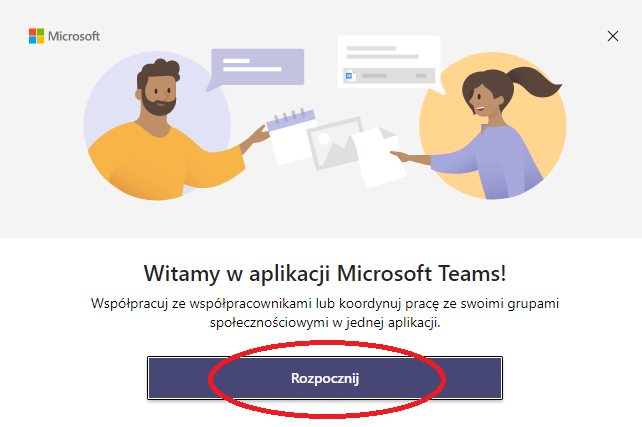 Microsoft
Witamy w aplikacji Microsoft Teams!
Współpracuj ze współpracownikami lub koordynuj pracę ze swoimi grupami
społecznościowymi w jednej aplikacji.
Rozpocznij